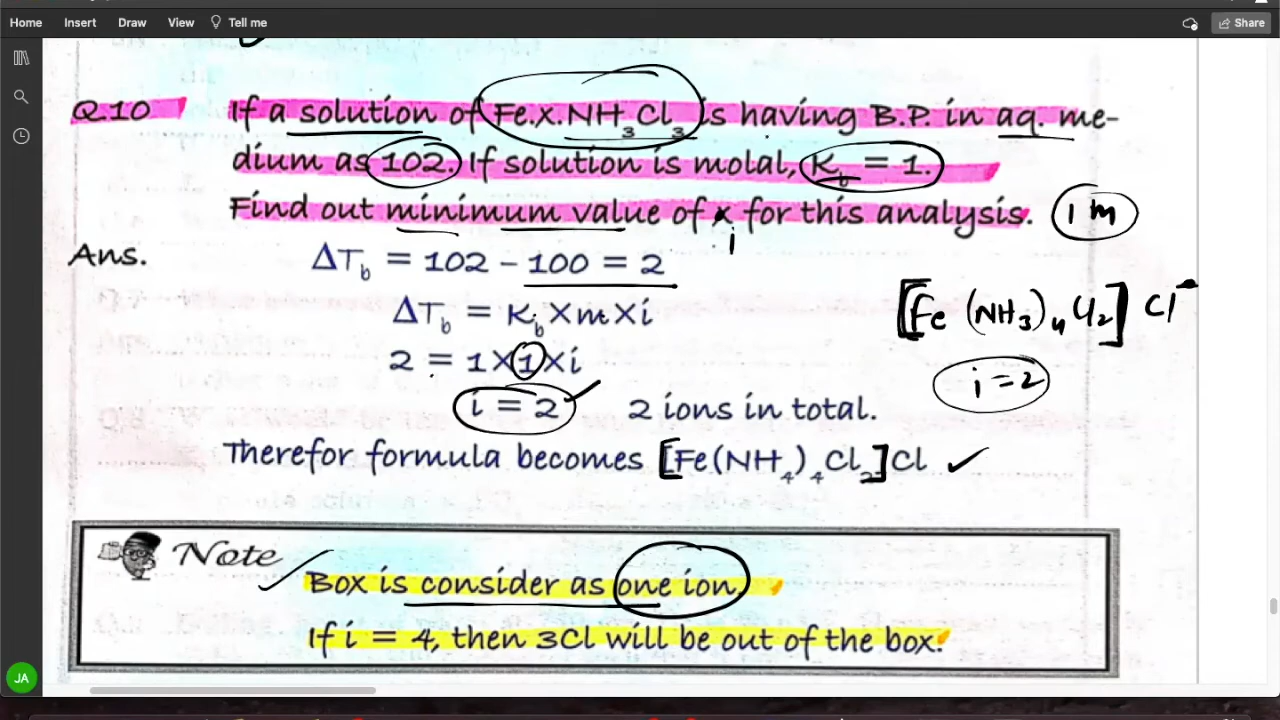 Home Insert Draw View Tell me Share
Q.10 If a solution of Fe.x.NH3Cl3 is having B.P. in aq. me-
dium as 102. If solution is molal, Kb = 1.
Find out minimum value of x for this analysis. 1 m
i
Ans. ΔTb = 102 - 100 = 2
ΔTb = Kb × m × i
[Fe (NH3)4 Cl2] Cl-
2 = 1 × 1 × i
i = 2
i = 2 2 ions in total.
Therefor formula becomes [Fe(NH4)4Cl2]Cl
Note
Box is consider as one ion.
If i = 4, then 3Cl will be out of the box.
JA